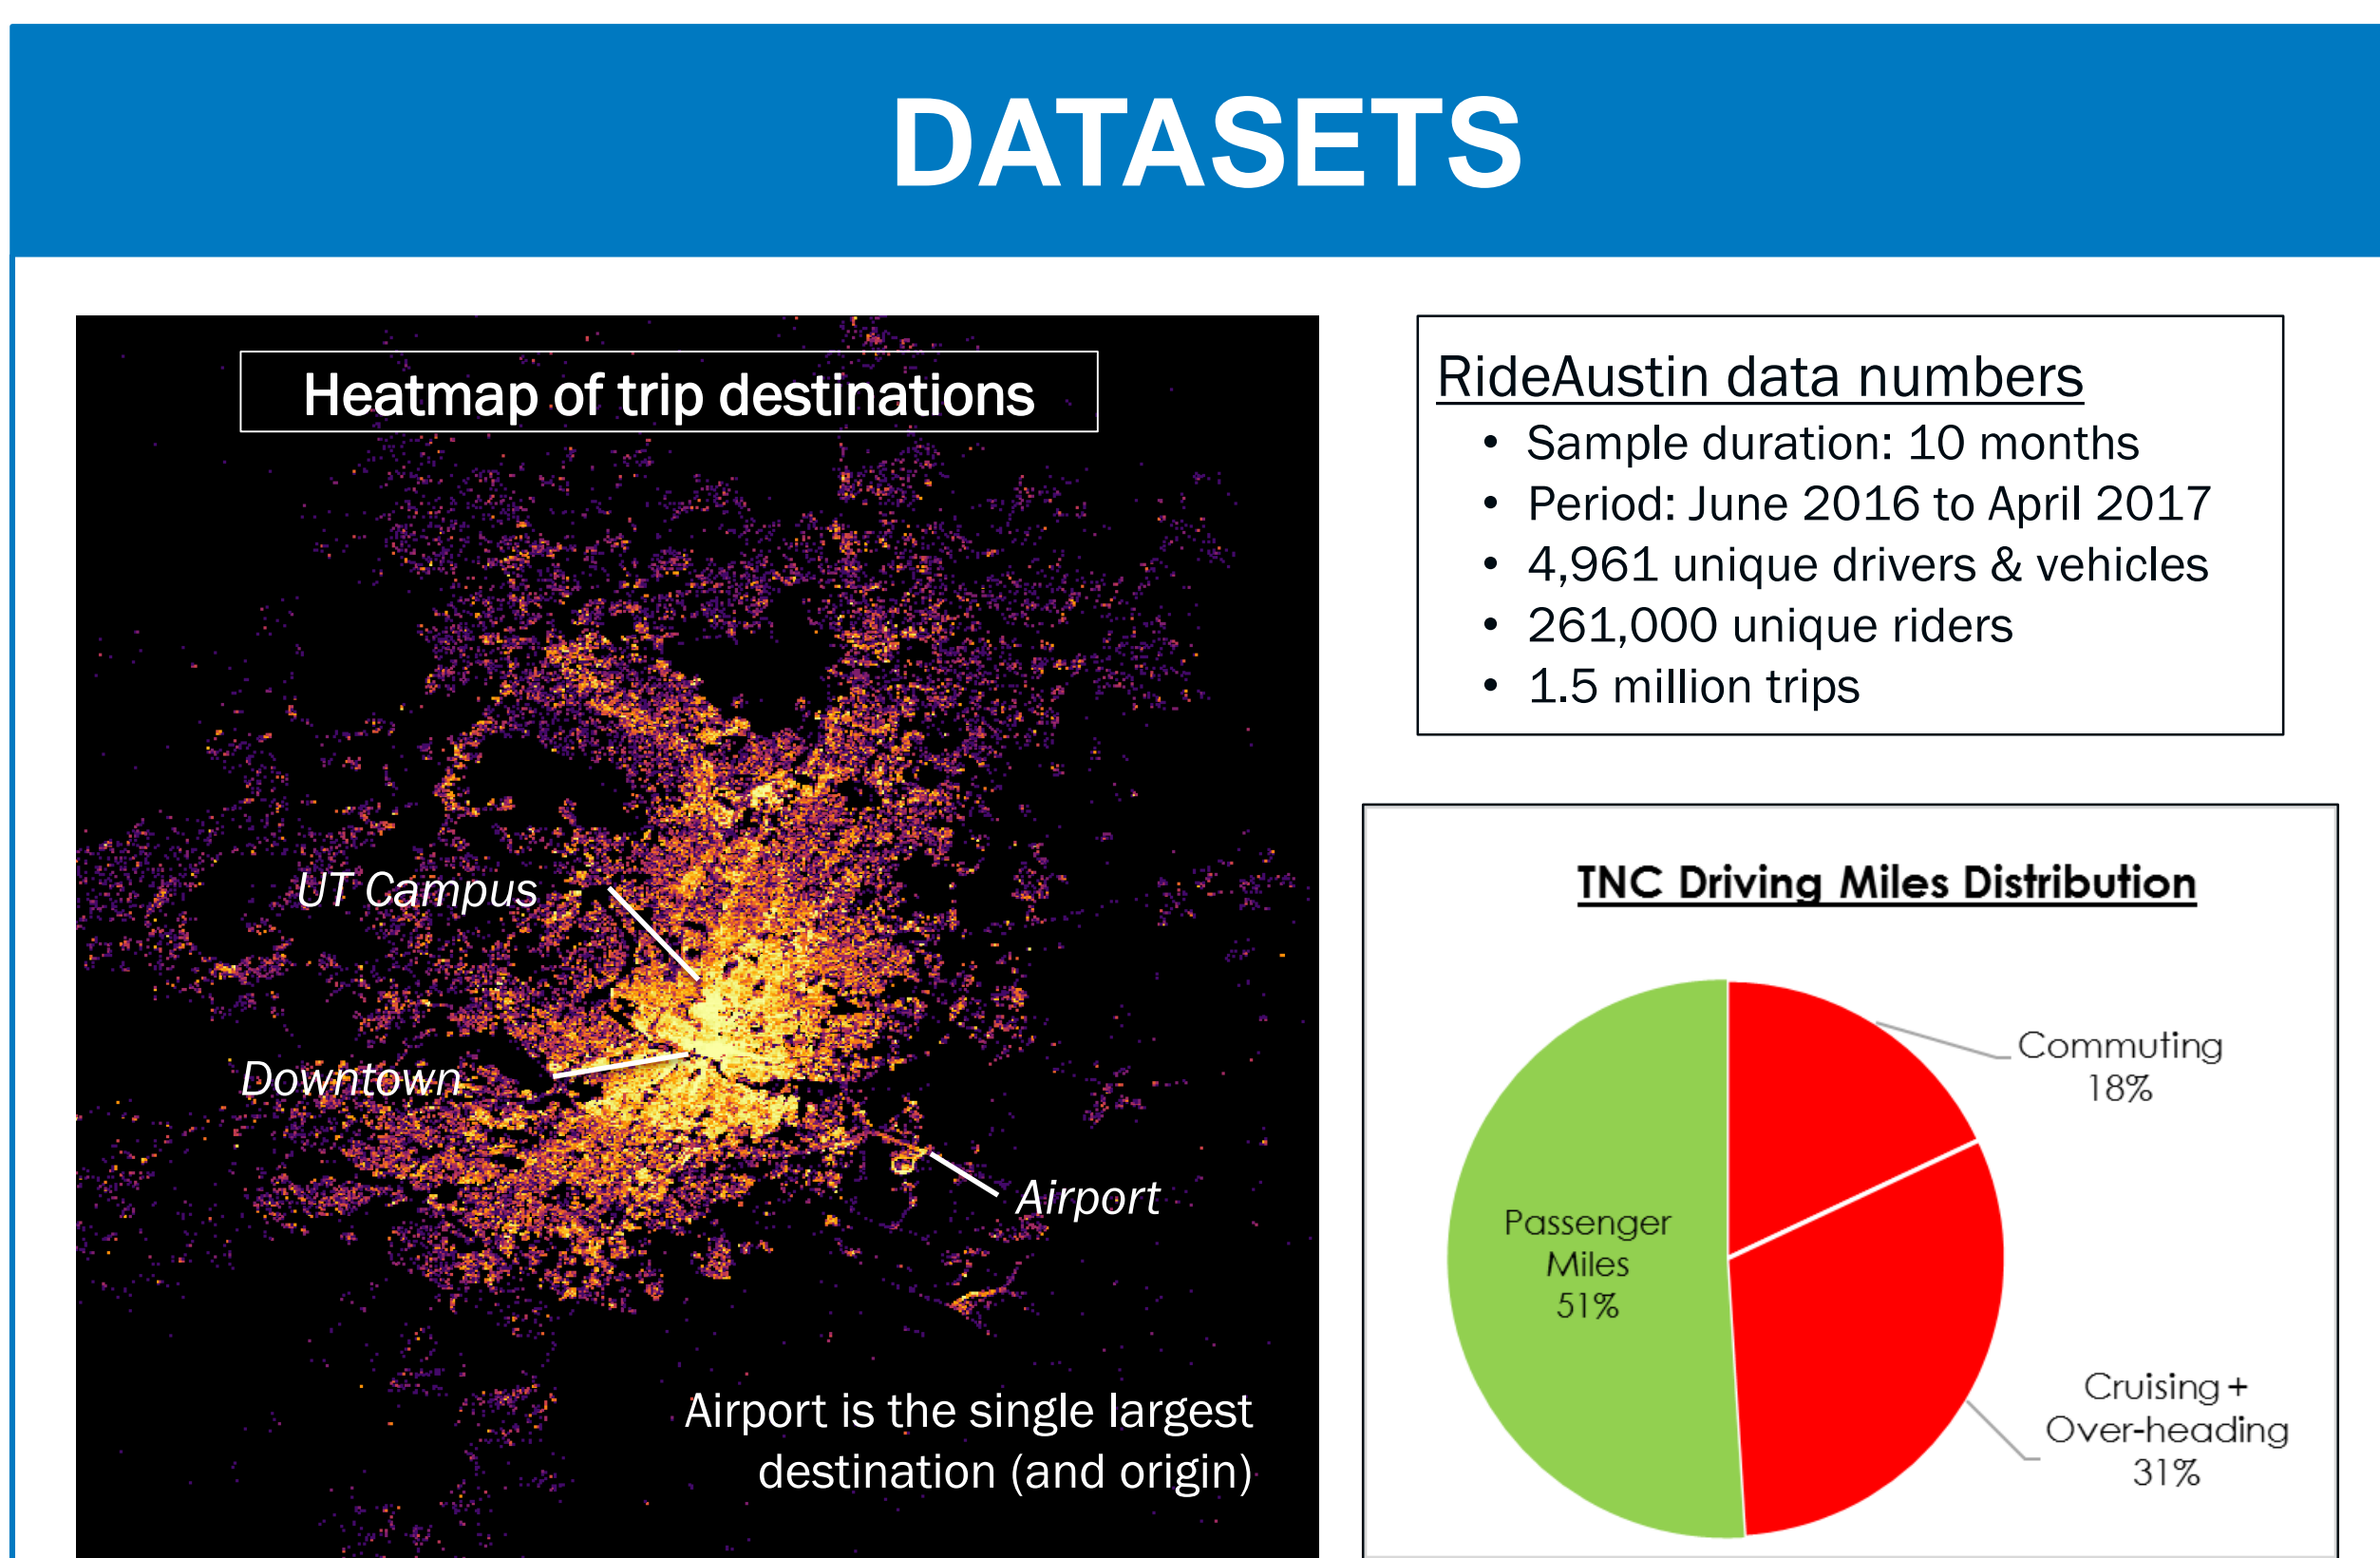 DATASETS
Heatmap of trip destinations
UT Campus
Downtown
Airport
Airport is the single largest
destination (and origin)
RideAustin data numbers
• Sample duration: 10 months
• Period: June 2016 to April 2017
• 4,961 unique drivers & vehicles
• 261,000 unique riders
• 1.5 million trips
TNC Driving Miles Distribution
Commuting
18%
Passenger
Miles
51%
Cruising +
Over-heading
31%